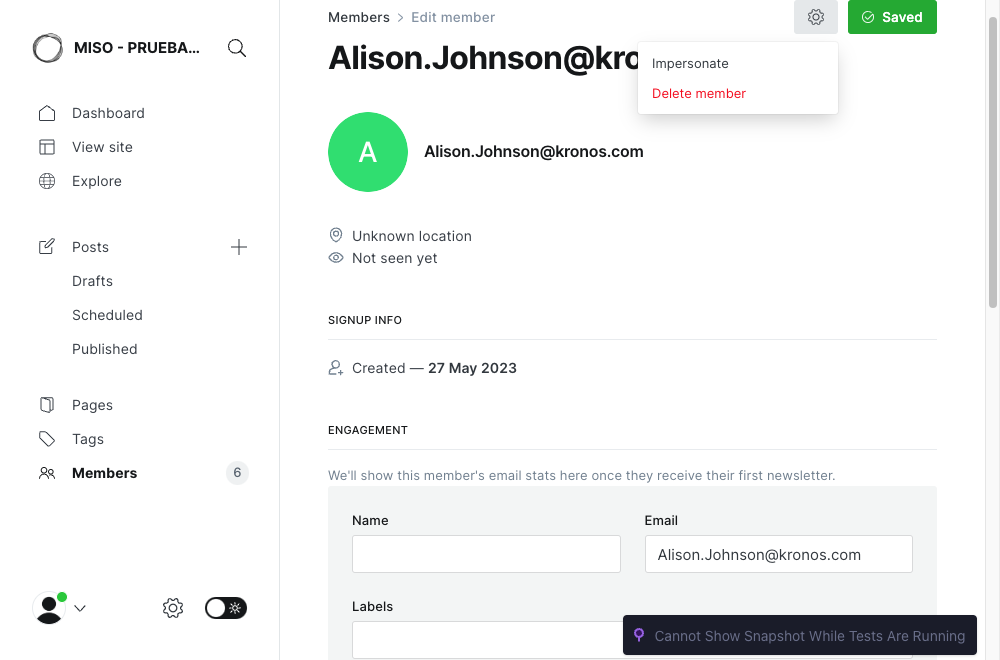 MISO - PRUEBA...
Dashboard
View site
Explore
Posts
Drafts
Scheduled
Published
Pages
Tags
Members 6
Members > Edit member
Saved
Alison.Johnson@kro
Impersonate
Delete member
A
Alison.Johnson@kronos.com
Unknown location
Not seen yet
SIGNUP INFO
Created — 27 May 2023
ENGAGEMENT
We'll show this member's email stats here once they receive their first newsletter.
Name
Email
Alison.Johnson@kronos.com
Labels
Cannot Show Snapshot While Tests Are Running